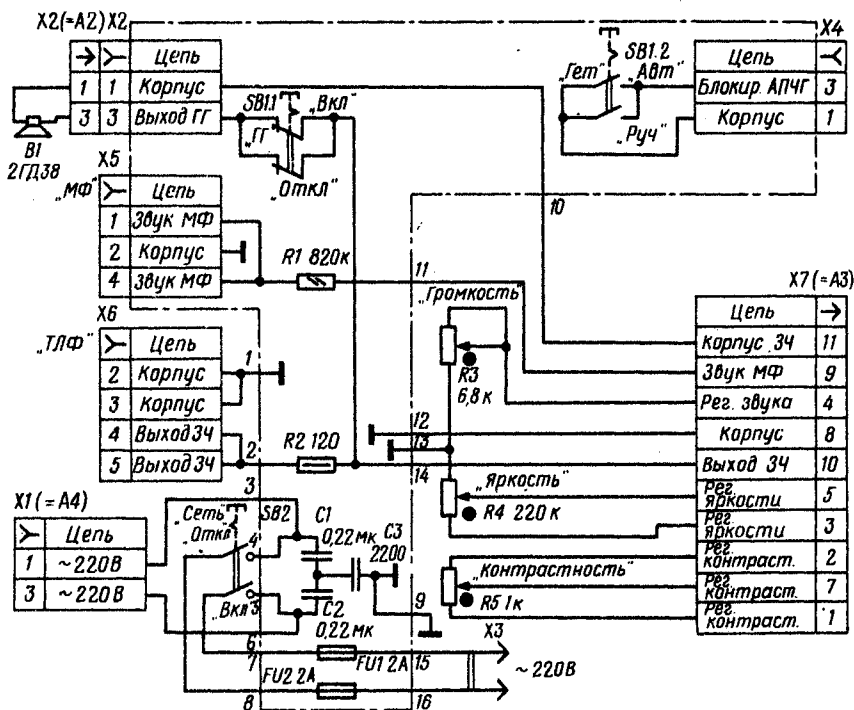 X2(=A2) X2
Цепь
1 1 Корпус
3 3 Выход ГГ
B1
2ГД38
SB1.1
„Вкл"
„ГГ"
„Откл"
X4
SB1.2
„Гет"
„Авт"
„Руч"
Цепь
Блокир. АПЧГ 3
Корпус 1
10
X5
„МФ"
Цепь
1 Звук МФ
2 Корпус
4 Звук МФ
R1 820к
11
X6
„ТЛФ"
Цепь
2 Корпус
3 Корпус
4 Выход ЗЧ
5 Выход ЗЧ
1
2
R2 120
„Громкость"
R3
6,8к
12
13
14
X7(=A3)
Цепь
Корпус ЗЧ 11
Звук МФ 9
Рег. звука 4
Корпус 8
Выход ЗЧ 10
Рег. яркости 5
Рег. яркости 3
Рег. контраст. 2
Рег. контраст. 7
Рег. контраст. 1
„Яркость"
R4 220к
„Контрастность"
R5 1к
X1(=A4)
Цепь
1 ~220В
3 ~220В
3
„Сеть"
„Откл"
SB2
4
„Вкл"
5
C1
0,22мк
C3
2200
C2
0,22мк
9
6
7
FU1 2А
15
8
FU2 2А
16
X3
~220В